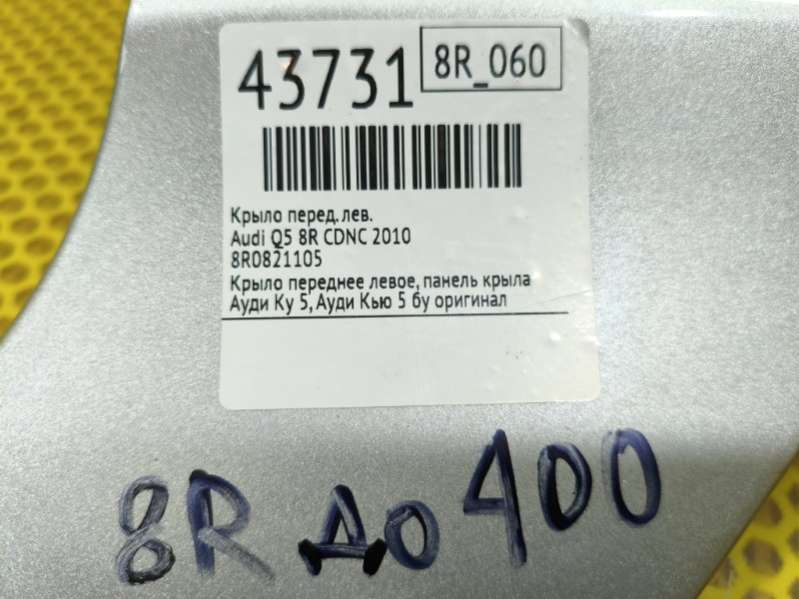 43731
8R_060
Крыло перед. лев.
Audi Q5 8R CDNC 2010
8R0821105
Крыло переднее левое, панель крыла
Ауди Ку 5, Ауди Кью 5 бу оригинал
8R до 400